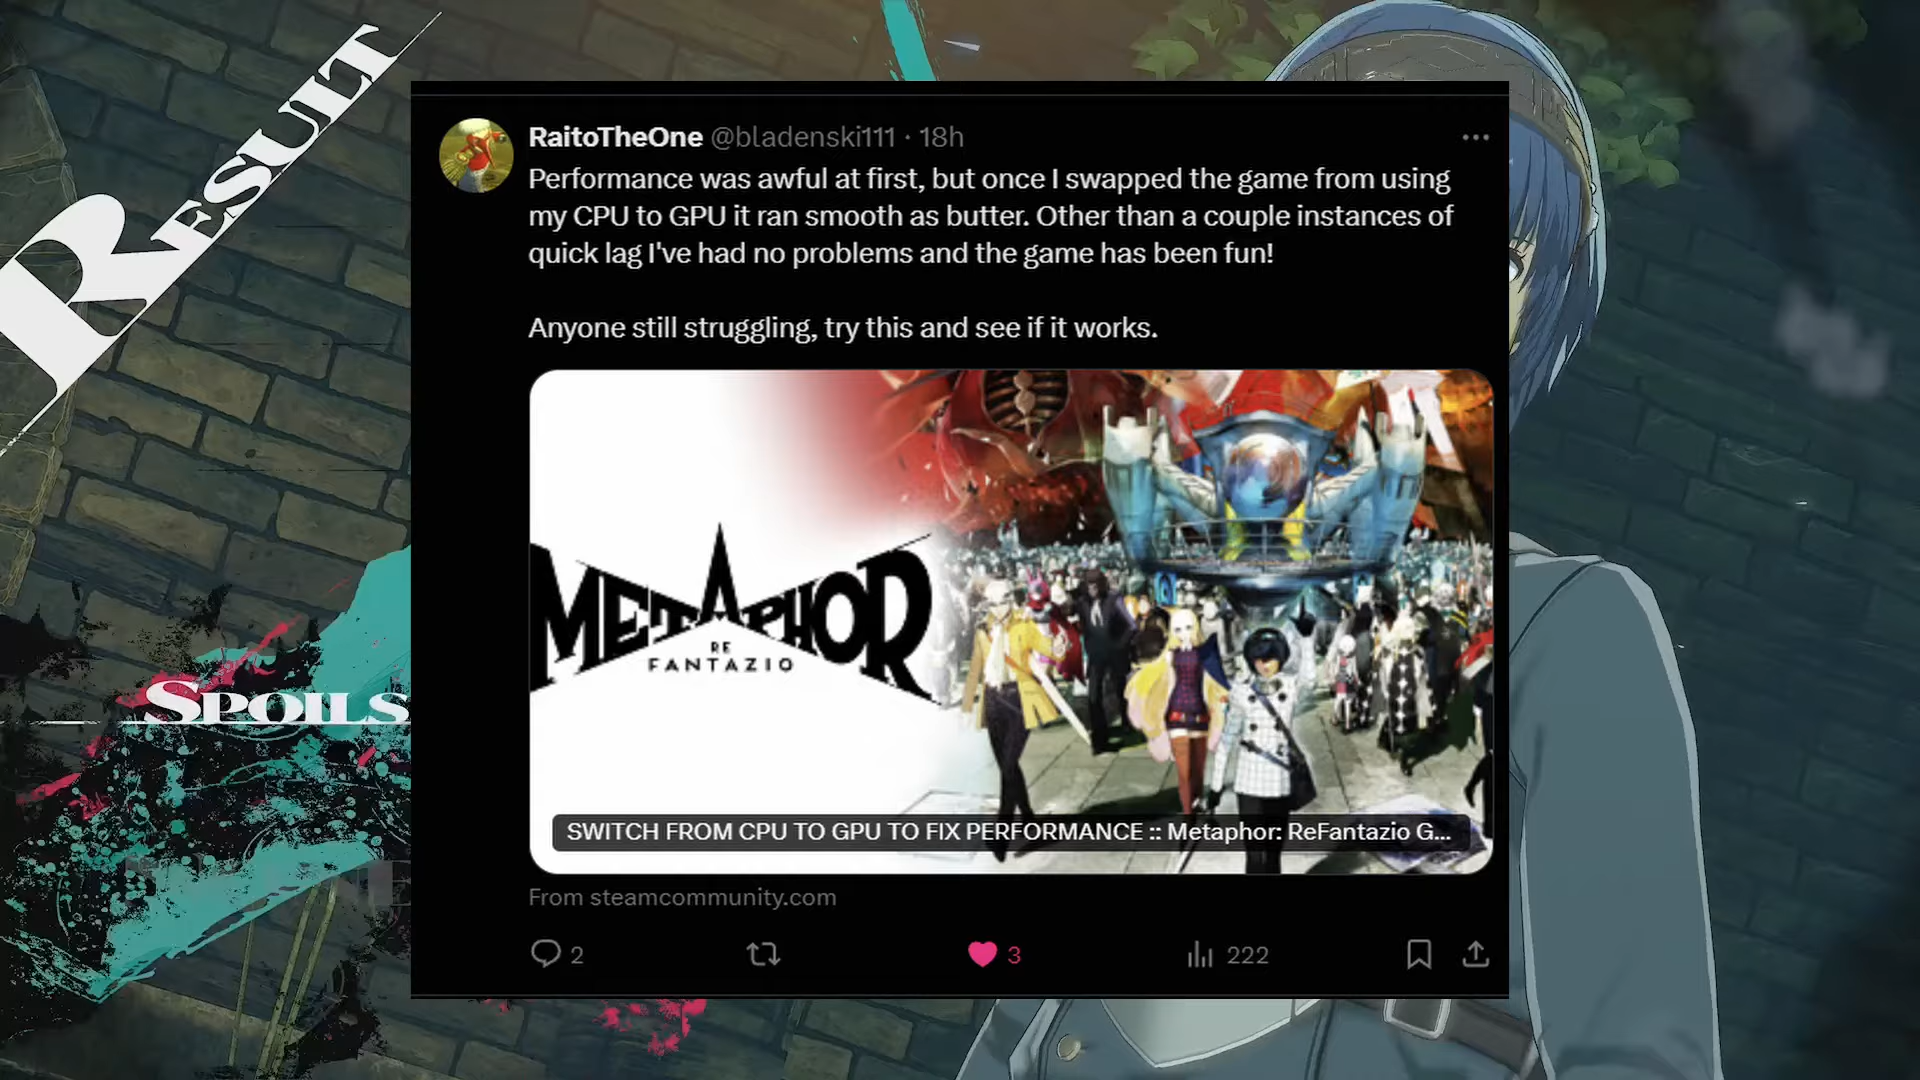 RESULT
RaitoTheOne @bladenski111 · 18h
Performance was awful at first, but once I swapped the game from using
my CPU to GPU it ran smooth as butter. Other than a couple instances of
quick lag I've had no problems and the game has been fun!
Anyone still struggling, try this and see if it works.
METAPHOR
RE
FANTAZIO
SWITCH FROM CPU TO GPU TO FIX PERFORMANCE :: Metaphor: ReFantazio G...
From steamcommunity.com
2
3
222
SPOILS